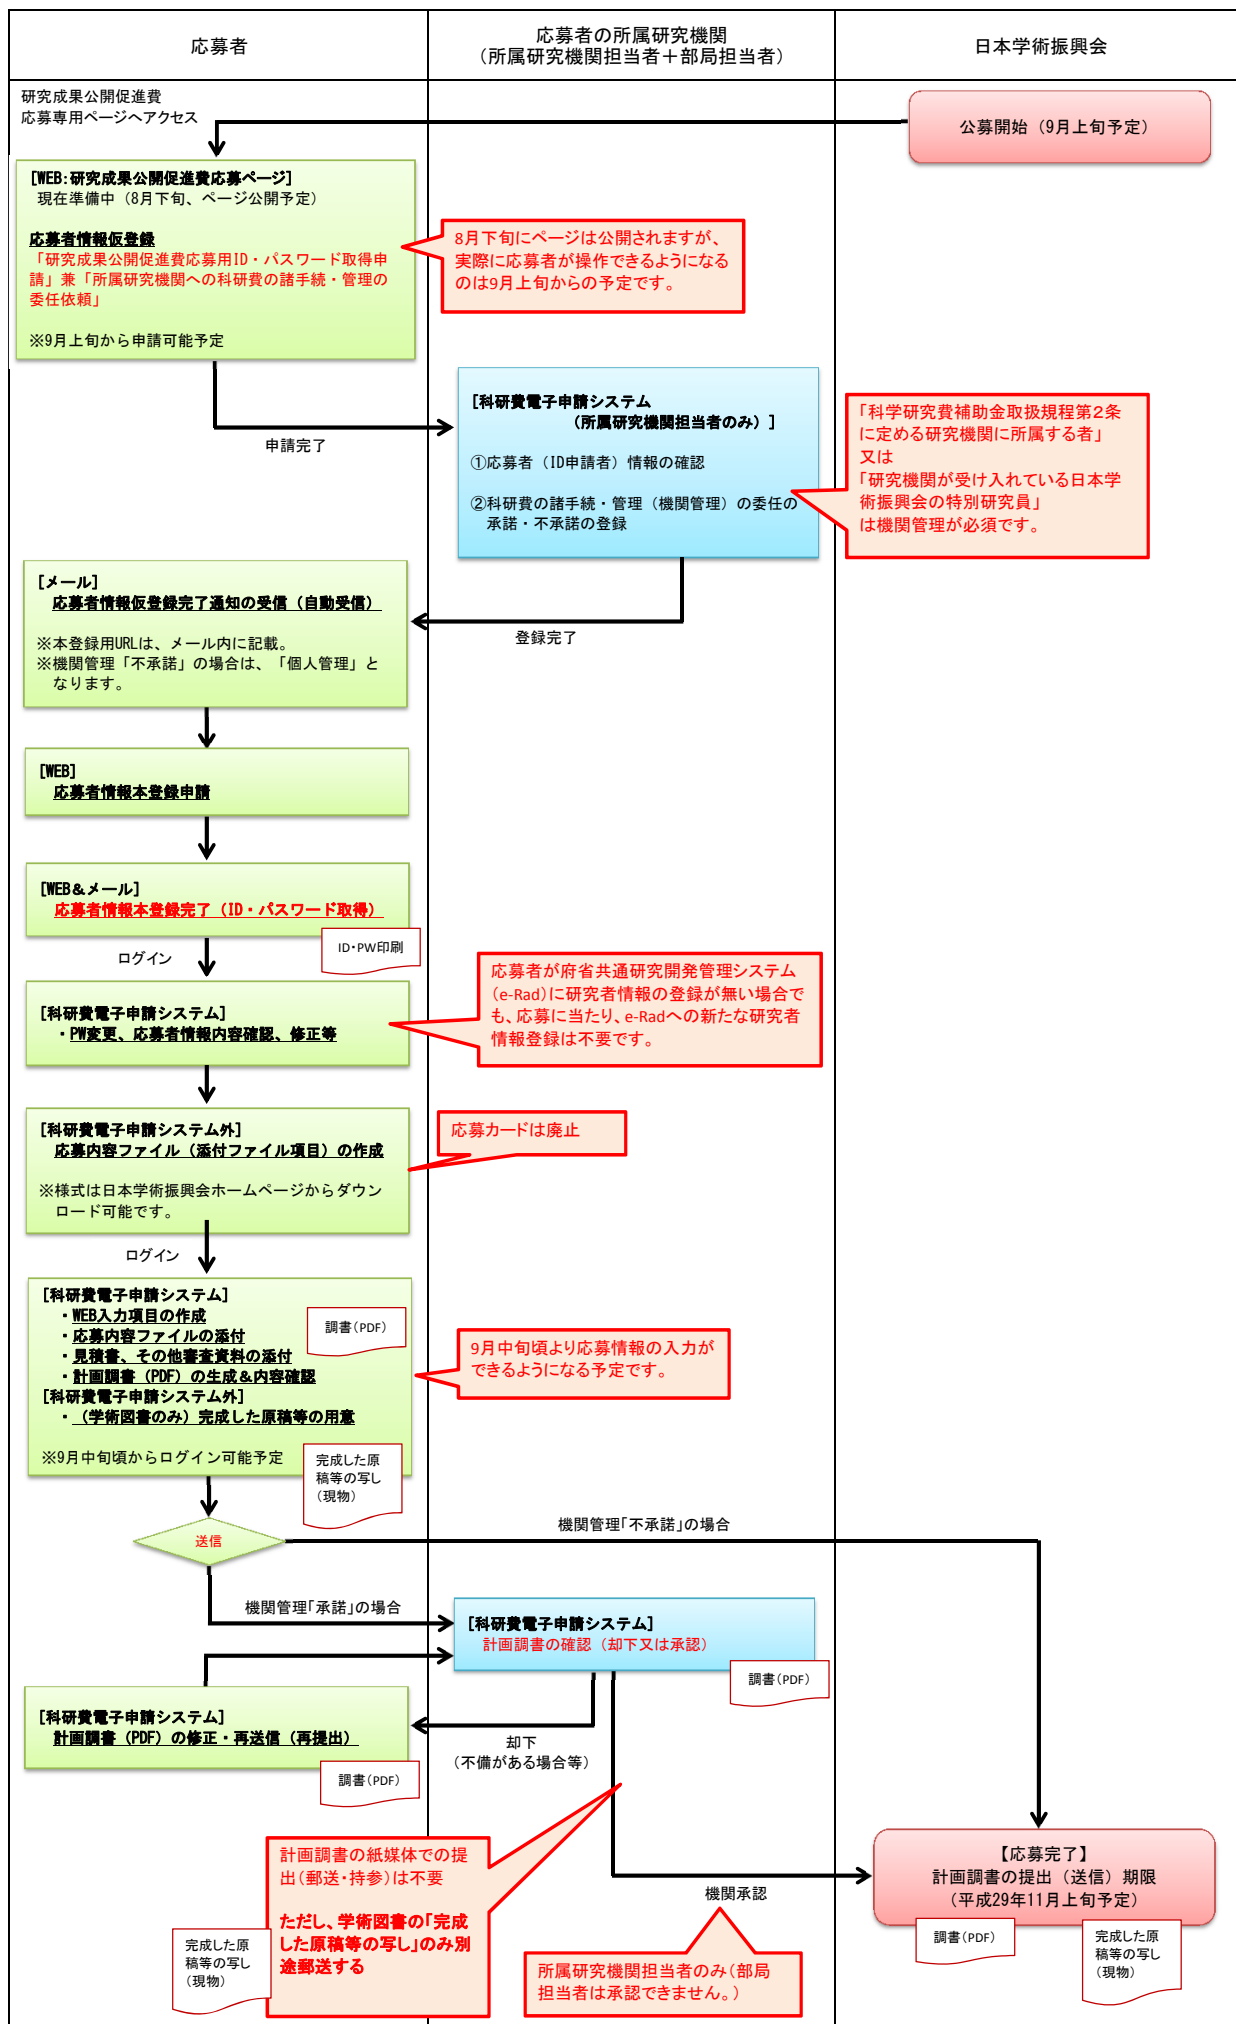 応募者
応募者の所属研究機関
(所属研究機関担当者＋部局担当者)
日本学術振興会
研究成果公開促進費
応募専用ページへアクセス
公募開始（9月上旬予定）
[WEB:研究成果公開促進費応募ページ]
現在準備中（8月下旬、ページ公開予定）
応募者情報仮登録
「研究成果公開促進費応募用ID・パスワード取得申
請」兼「所属研究機関への科研費の諸手続・管理の
委任依頼」
※9月上旬から申請可能予定
8月下旬にページは公開されますが、
実際に応募者が操作できるようになる
のは9月上旬からの予定です。
申請完了
[科研費電子申請システム
（所属研究機関担当者のみ）]
①応募者（ID申請者）情報の確認
②科研費の諸手続・管理（機関管理）の委任の
承諾・不承諾の登録
「科学研究費補助金取扱規程第２条
に定める研究機関に所属する者」
又は
「研究機関が受け入れている日本学
術振興会の特別研究員」
は機関管理が必須です。
[メール]
応募者情報仮登録完了通知の受信（自動受信）
※本登録用URLは、メール内に記載。
※機関管理「不承諾」の場合は、「個人管理」と
なります。
登録完了
[WEB]
応募者情報本登録申請
[WEB＆メール]
応募者情報本登録完了（ID・パスワード取得）
ID・PW印刷
ログイン
[科研費電子申請システム]
・PW変更、応募者情報内容確認、修正等
応募者が府省共通研究開発管理システム
(e-Rad)に研究者情報の登録が無い場合で
も、応募に当たり、e-Radへの新たな研究者
情報登録は不要です。
[科研費電子申請システム外]
応募内容ファイル（添付ファイル項目）の作成
※様式は日本学術振興会ホームページからダウン
ロード可能です。
応募カードは廃止
ログイン
[科研費電子申請システム]
・WEB入力項目の作成
・応募内容ファイルの添付
・見積書、その他審査資料の添付
・計画調書（PDF）の生成＆内容確認
[科研費電子申請システム外]
・（学術図書のみ）完成した原稿等の用意
※9月中旬頃からログイン可能予定
調書(PDF)
完成した原
稿等の写し
(現物)
9月中旬頃より応募情報の入力が
できるようになる予定です。
送信
機関管理「不承諾」の場合
機関管理「承諾」の場合
[科研費電子申請システム]
計画調書の確認（却下又は承認）
調書(PDF)
[科研費電子申請システム]
計画調書（PDF）の修正・再送信（再提出）
調書(PDF)
却下
（不備がある場合等）
計画調書の紙媒体での提
出(郵送・持参)は不要
ただし、学術図書の「完成
した原稿等の写し」のみ別
途郵送する
完成した原
稿等の写し
(現物)
機関承認
所属研究機関担当者のみ(部局
担当者は承認できません。)
【応募完了】
計画調書の提出（送信）期限
（平成29年11月上旬予定）
調書(PDF)
完成した原
稿等の写し
(現物)